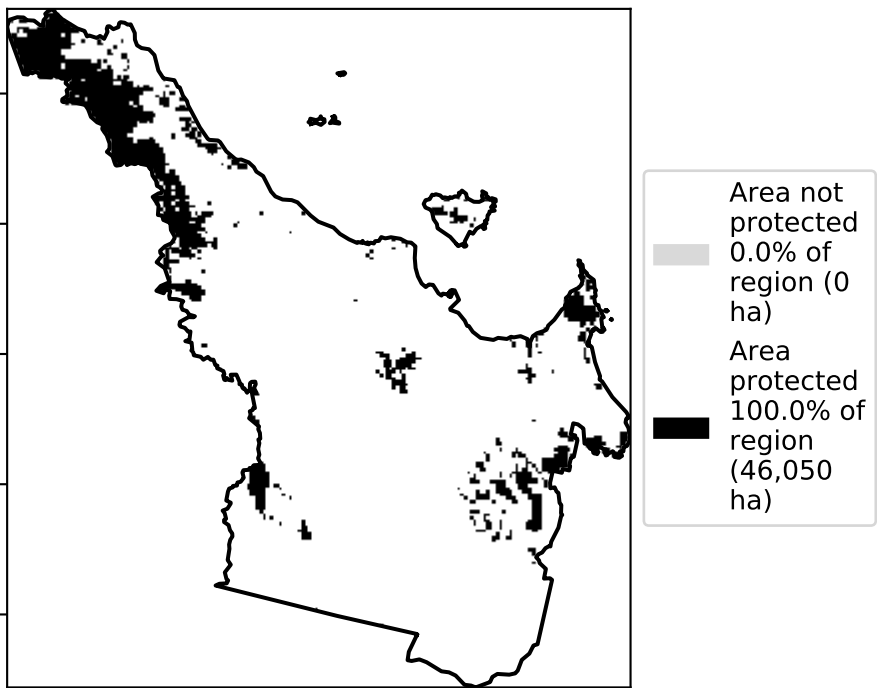 Area not
protected
0.0% of
region (0
ha)
Area
protected
100.0% of
region
(46,050
ha)